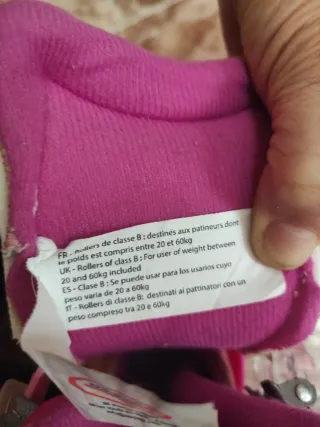 FR - Rollers de classe B : destinés aux patineurs dont
le poids est compris entre 20 et 60kg
UK - Rollers of class B : For user of weight between
20 and 60kg included
ES - Clase B : Se puede usar para los usarios cuyo
peso varia de 20 a 60kg
IT - Rollers di classe B: destinati ai pattinatori con un
peso compreso tra 20 e 60kg